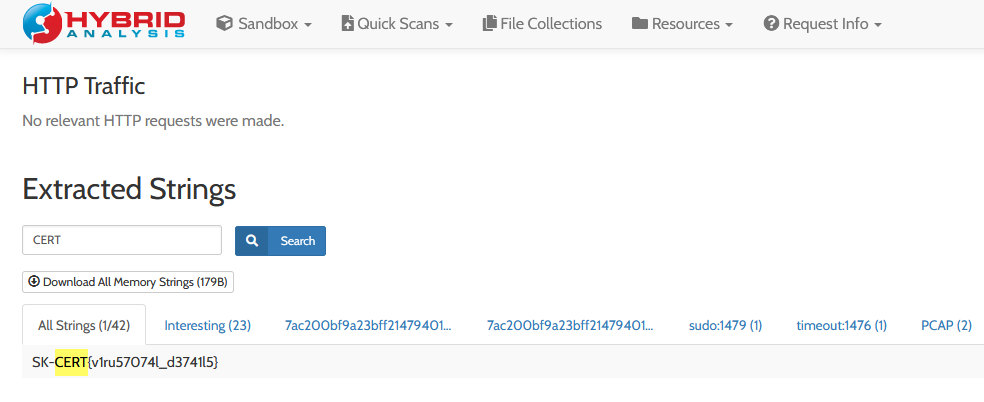 HYBRID
ANALYSIS
Sandbox Quick Scans File Collections Resources Request Info
HTTP Traffic
No relevant HTTP requests were made.
Extracted Strings
CERT Search
Download All Memory Strings (179B)
All Strings (1/42) Interesting (23) 7ac200bf9a23bff21479401... 7ac200bf9a23bff21479401... sudo:1479 (1) timeout:1476 (1) PCAP (2)
SK-CERT{v1ru57074l_d3741l5}